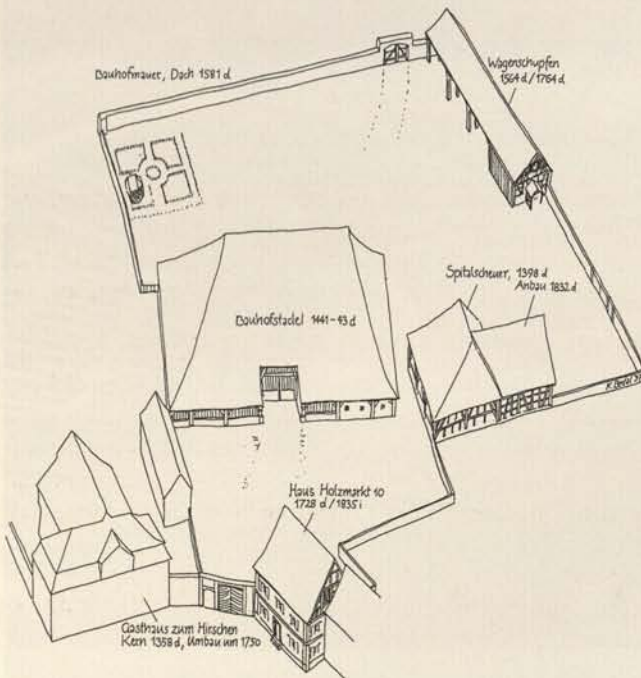 Bauhofmauer, Dach 1581 d
Wagenschupfen
1564 d / 1764 d
Spitalscheuer, 1398 d
Anbau 1832 d
Bauhofstadel 1441-43 d
Haus Holzmarkt 10
1728 d / 1835 i
Gasthaus zum Hirschen
Kern 1358 d, Umbau um 1750